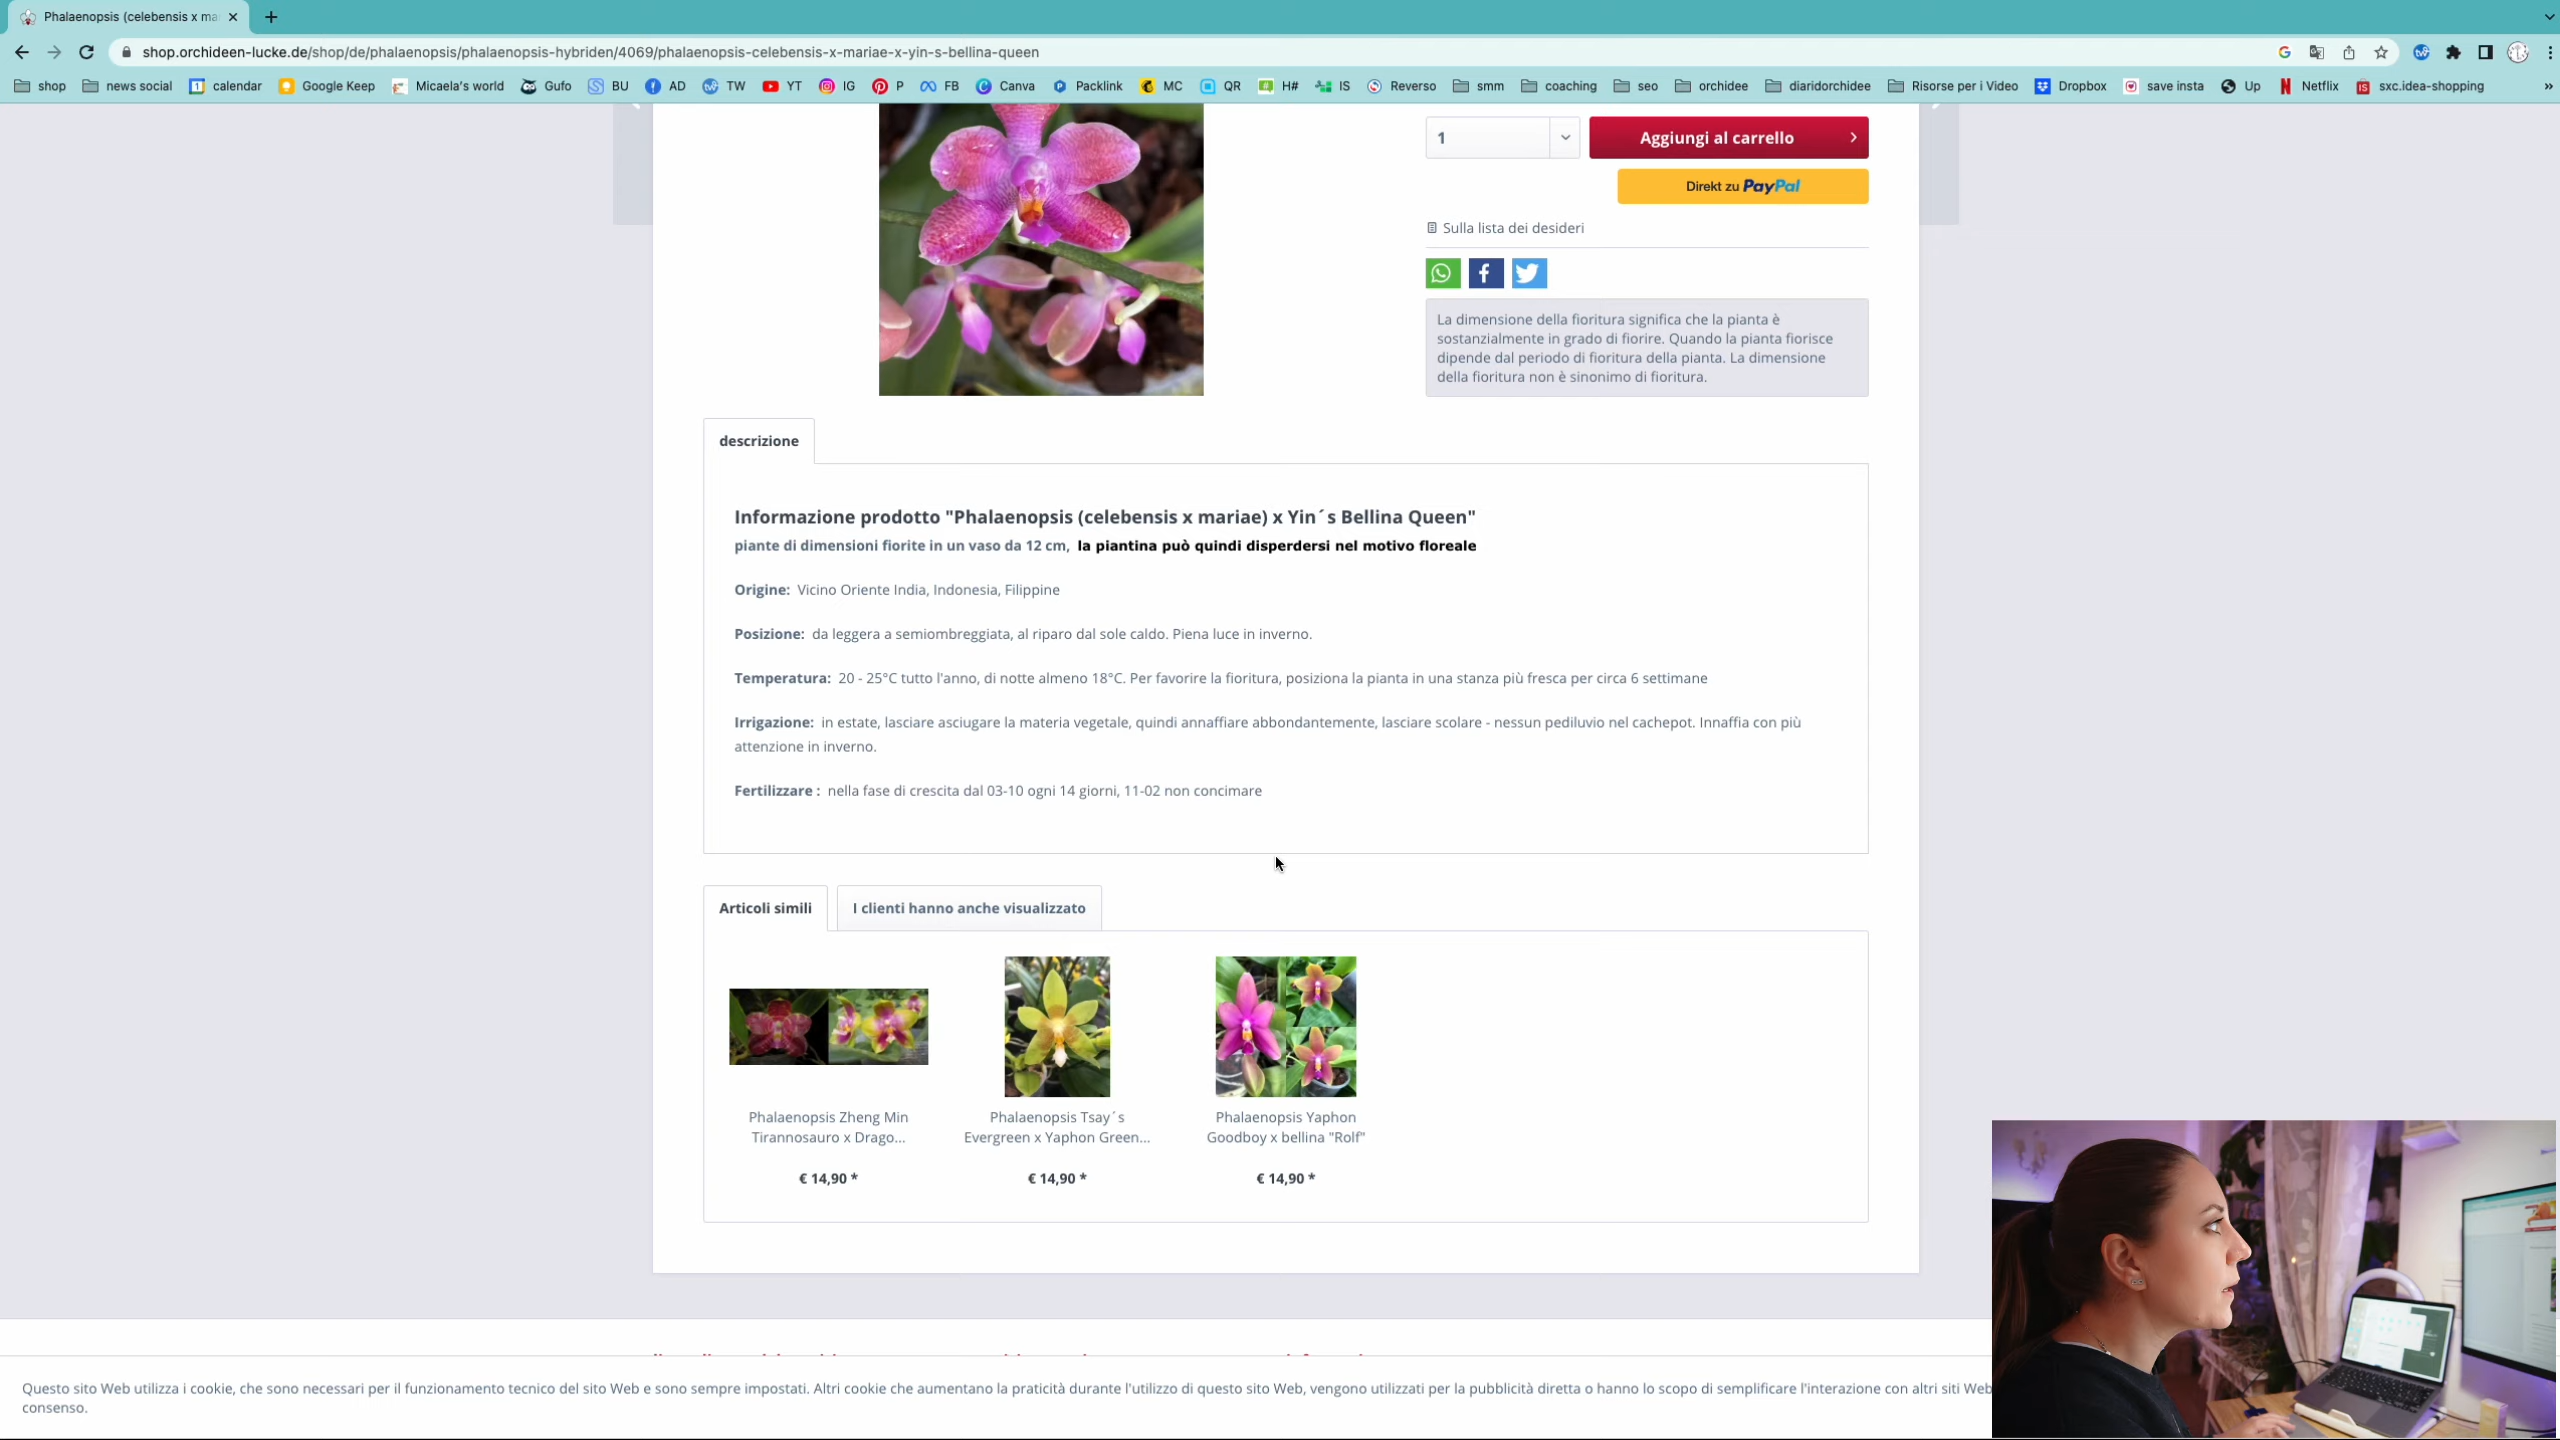 Phalaenopsis (celebensis x ma
shop.orchideen-lucke.de/shop/de/phalaenopsis/phalaenopsis-hybriden/4069/phalaenopsis-celebensis-x-mariae-x-yin-s-bellina-queen
shop news social calendar Google Keep Micaela's world Gufo BU AD TW YT IG P FB Canva Packlink MC QR H# IS Reverso smm coaching seo orchidee diaridorchidee Risorse per i Video Dropbox save insta Up Netflix sxc.idea-shopping »
1
Aggiungi al carrello
Direkt zu PayPal
Sulla lista dei desideri
La dimensione della fioritura significa che la pianta è
sostanzialmente in grado di fiorire. Quando la pianta fiorisce
dipende dal periodo di fioritura della pianta. La dimensione
della fioritura non è sinonimo di fioritura.
descrizione
Informazione prodotto "Phalaenopsis (celebensis x mariae) x Yin´s Bellina Queen"
piante di dimensioni fiorite in un vaso da 12 cm, la piantina può quindi disperdersi nel motivo floreale
Origine: Vicino Oriente India, Indonesia, Filippine
Posizione: da leggera a semiombreggiata, al riparo dal sole caldo. Piena luce in inverno.
Temperatura: 20 - 25°C tutto l'anno, di notte almeno 18°C. Per favorire la fioritura, posiziona la pianta in una stanza più fresca per circa 6 settimane
Irrigazione: in estate, lasciare asciugare la materia vegetale, quindi annaffiare abbondantemente, lasciare scolare - nessun pediluvio nel cachepot. Innaffia con più
attenzione in inverno.
Fertilizzare : nella fase di crescita dal 03-10 ogni 14 giorni, 11-02 non concimare
Articoli simili
I clienti hanno anche visualizzato
Phalaenopsis Zheng Min
Tirannosauro x Drago...
€ 14,90 *
Phalaenopsis Tsay´s
Evergreen x Yaphon Green...
€ 14,90 *
Phalaenopsis Yaphon
Goodboy x bellina "Rolf"
€ 14,90 *
Questo sito Web utilizza i cookie, che sono necessari per il funzionamento tecnico del sito Web e sono sempre impostati. Altri cookie che aumentano la praticità durante l'utilizzo di questo sito Web, vengono utilizzati per la pubblicità diretta o hanno lo scopo di semplificare l'interazione con altri siti Web
consenso.